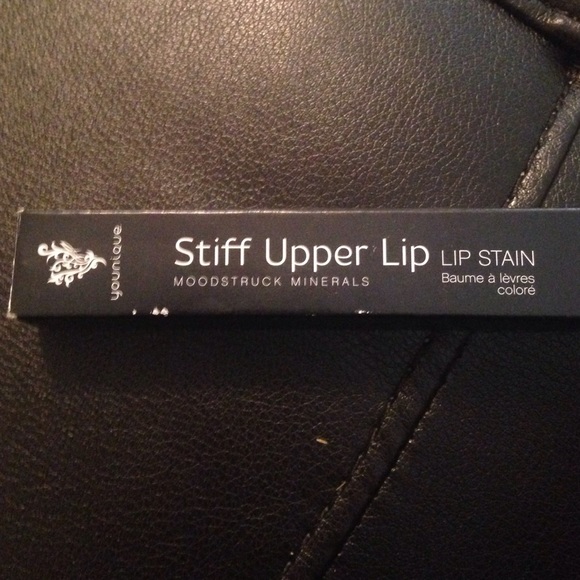 younique
Stiff Upper Lip LIP STAIN
MOODSTRUCK MINERALS
Baume à lèvres
coloré